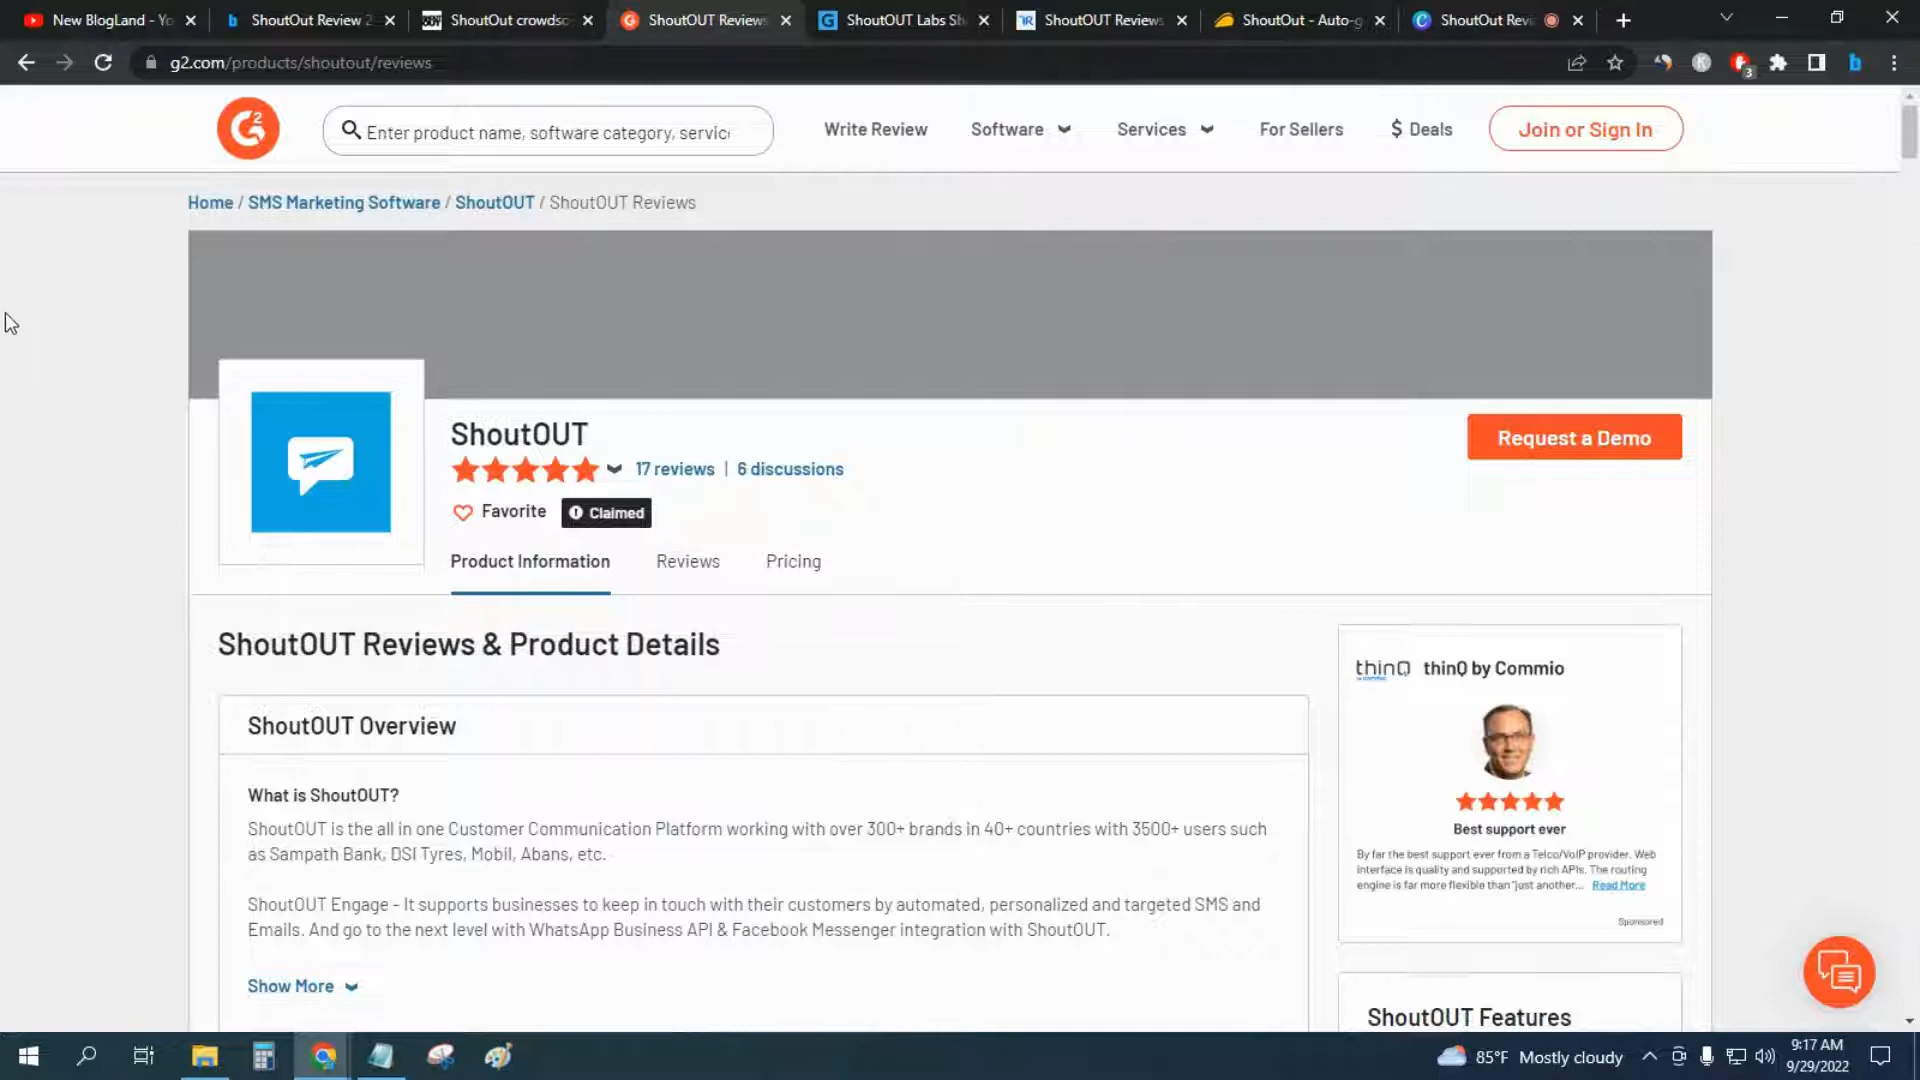 New BlogLand - Yo
ShoutOut Review 2
ShoutOut crowdso
ShoutOUT Reviews
ShoutOUT Labs Sh
ShoutOUT Reviews
ShoutOut - Auto-g
ShoutOut Revi
g2.com/products/shoutout/reviews
3
Enter product name, software category, servic
Write Review
Software
Services
For Sellers
$ Deals
Join or Sign In
Home / SMS Marketing Software / ShoutOUT / ShoutOUT Reviews
ShoutOUT
17 reviews | 6 discussions
Favorite
Claimed
Request a Demo
Product Information
Reviews
Pricing
ShoutOUT Reviews & Product Details
ShoutOUT Overview
What is ShoutOUT?
ShoutOUT is the all in one Customer Communication Platform working with over 300+ brands in 40+ countries with 3500+ users such
as Sampath Bank, DSI Tyres, Mobil, Abans, etc.
ShoutOUT Engage - It supports businesses to keep in touch with their customers by automated, personalized and targeted SMS and
Emails. And go to the next level with WhatsApp Business API & Facebook Messenger integration with ShoutOUT.
Show More
thinQ
thinQ by Commio
Best support ever
By far the best support ever from a Telco/VoIP provider. Web
interface is quality and supported by rich APIs. The routing
engine is far more flexible than "just another... Read More
Sponsored
ShoutOUT Features
85°F Mostly cloudy
9:17 AM
9/29/2022